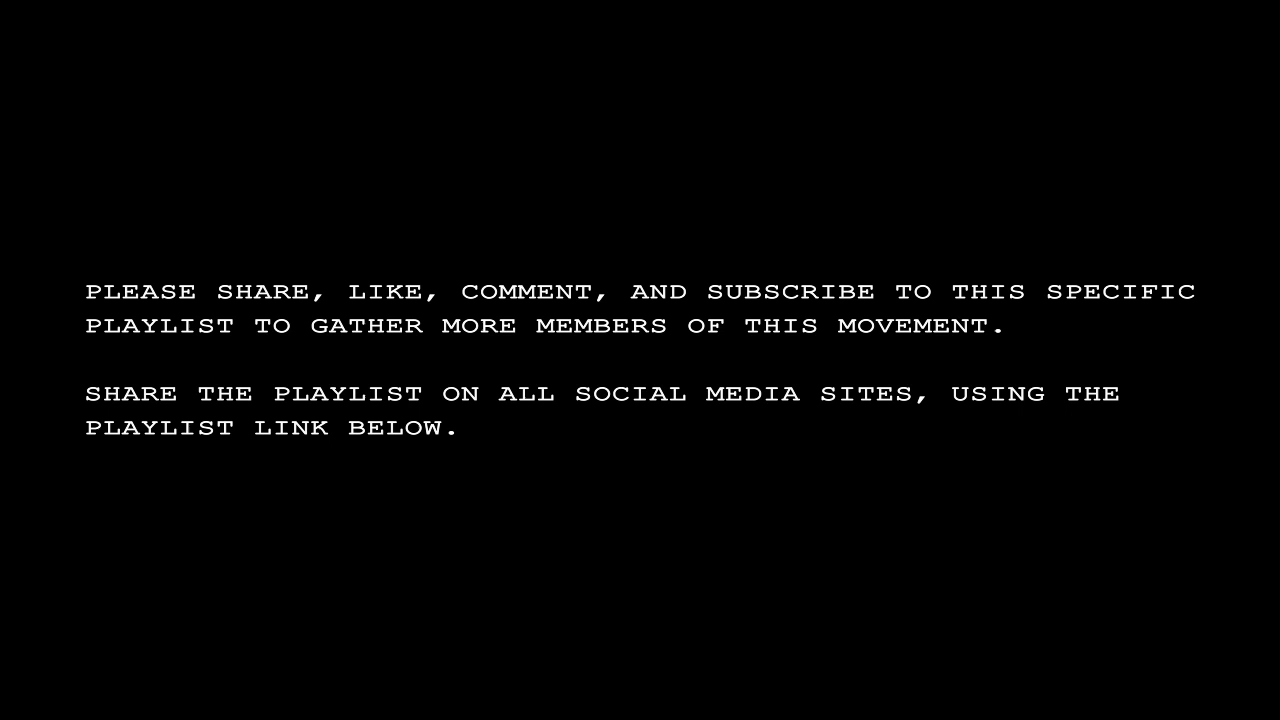 PLEASE SHARE, LIKE, COMMENT, AND SUBSCRIBE TO THIS SPECIFIC
PLAYLIST TO GATHER MORE MEMBERS OF THIS MOVEMENT.
SHARE THE PLAYLIST ON ALL SOCIAL MEDIA SITES, USING THE
PLAYLIST LINK BELOW.